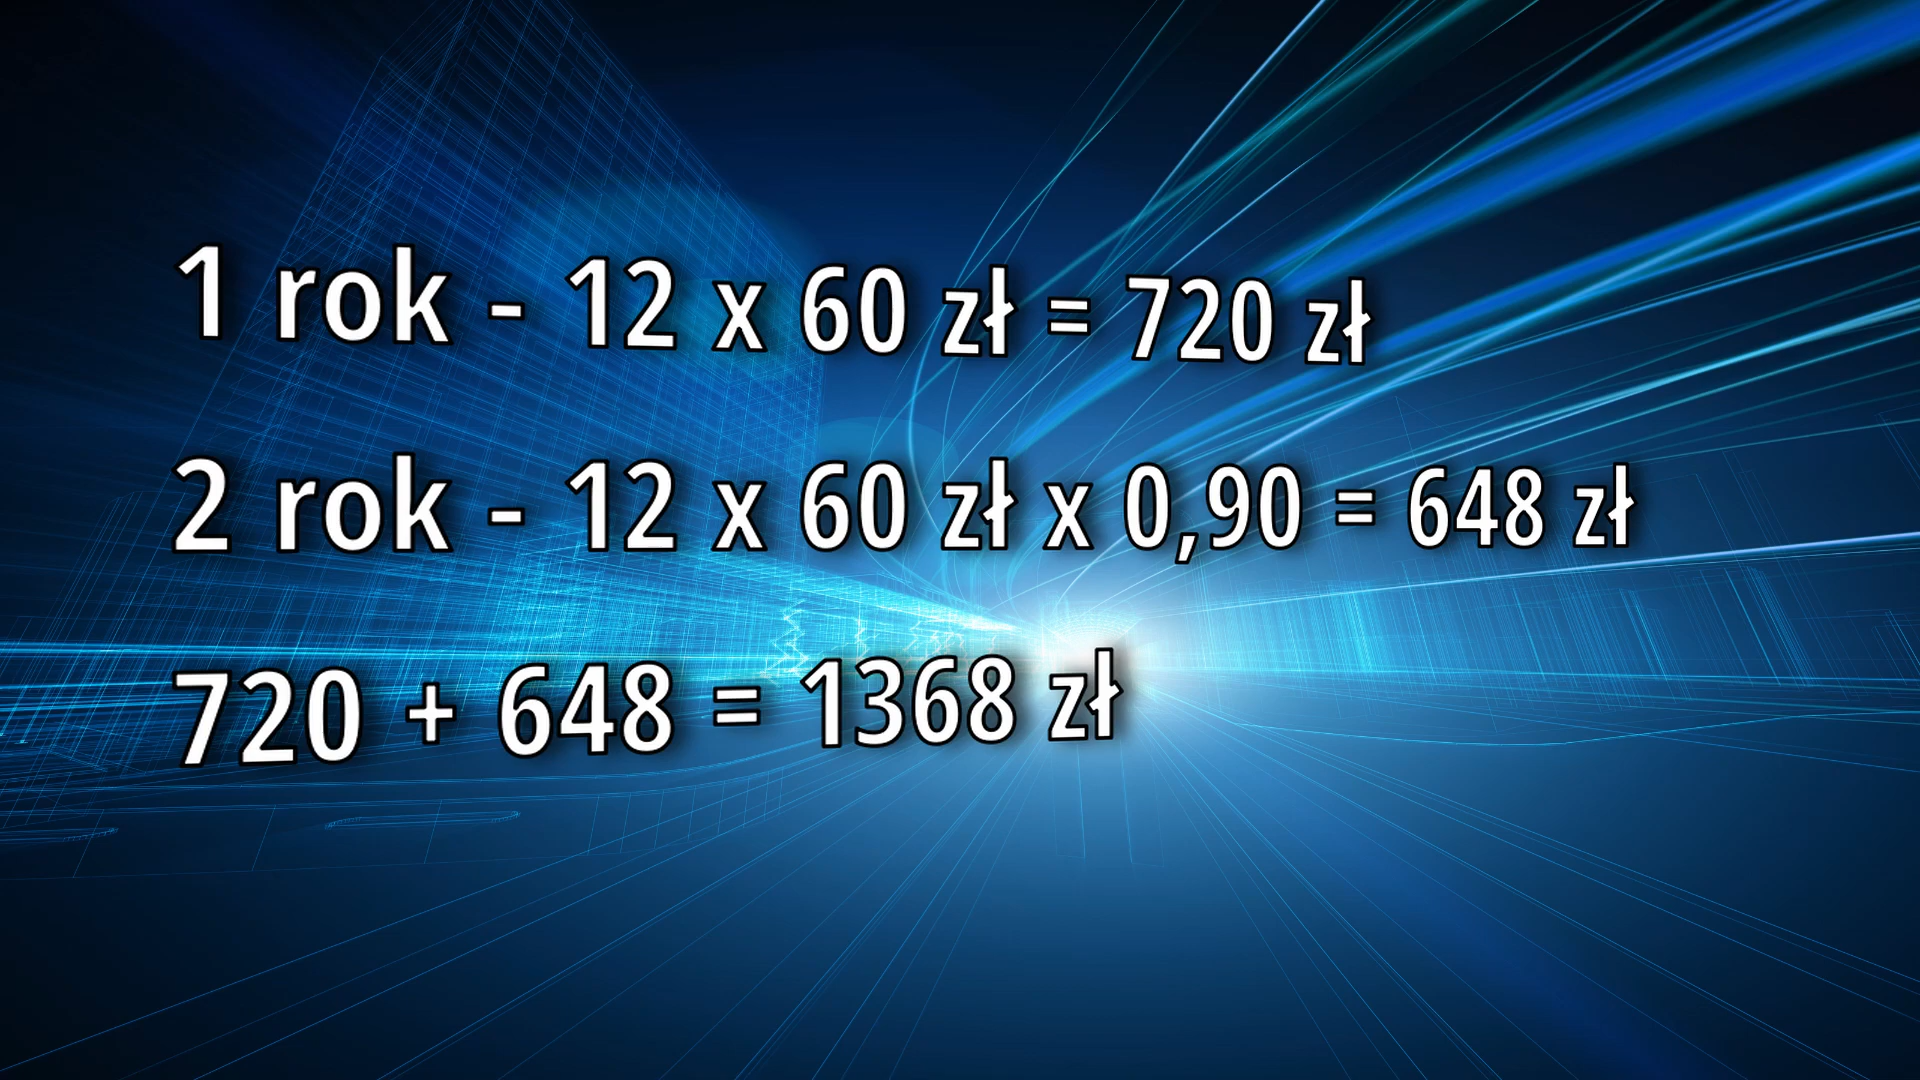 1 rok - 12 x 60 zł = 720 zł
2 rok - 12 x 60 zł x 0,90 = 648 zł
720 + 648 = 1368 zł